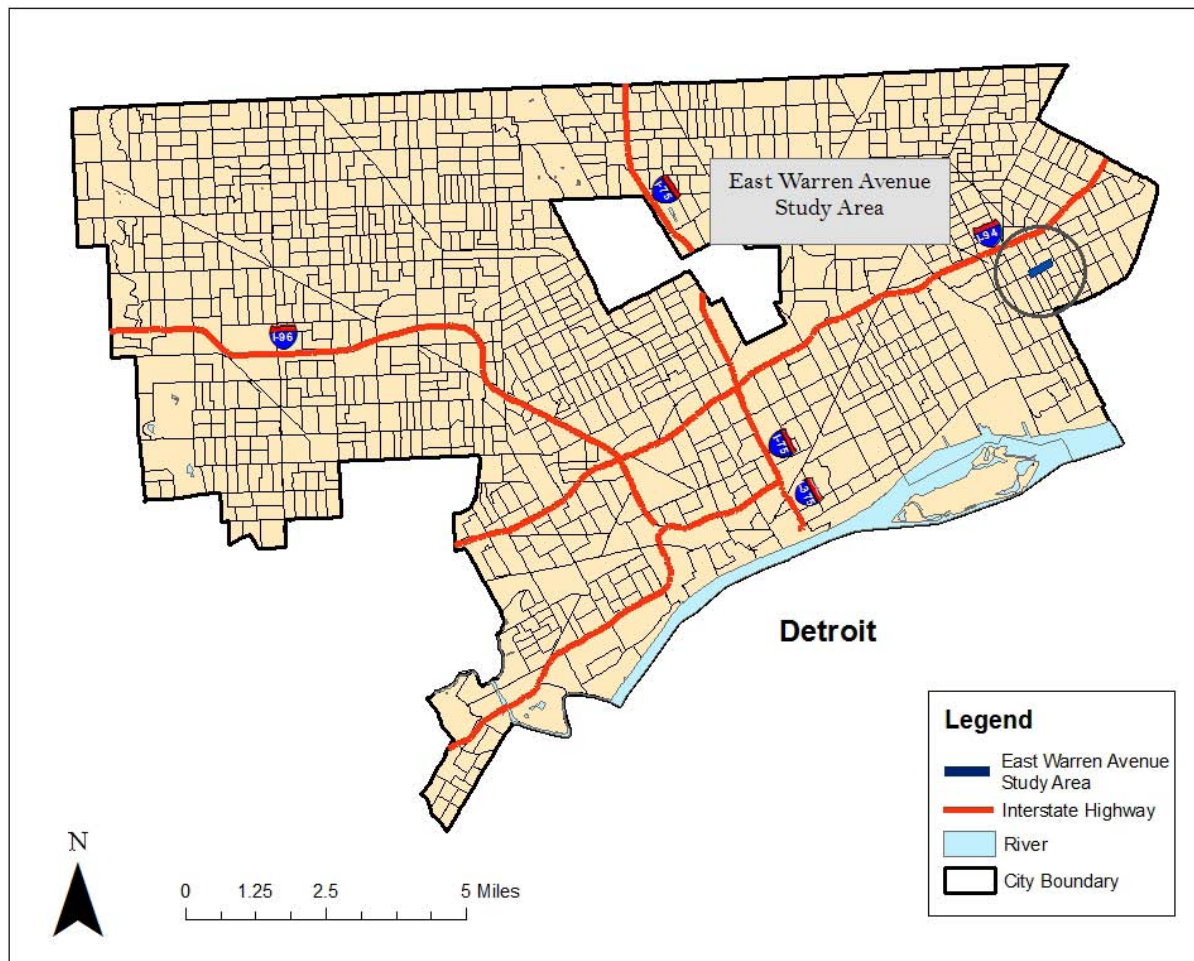 East Warren Avenue
Study Area
I-75
I-94
I-96
I-75
I-375
Detroit
Legend
East Warren Avenue
Study Area
Interstate Highway
River
City Boundary
N
0 1.25 2.5 5 Miles